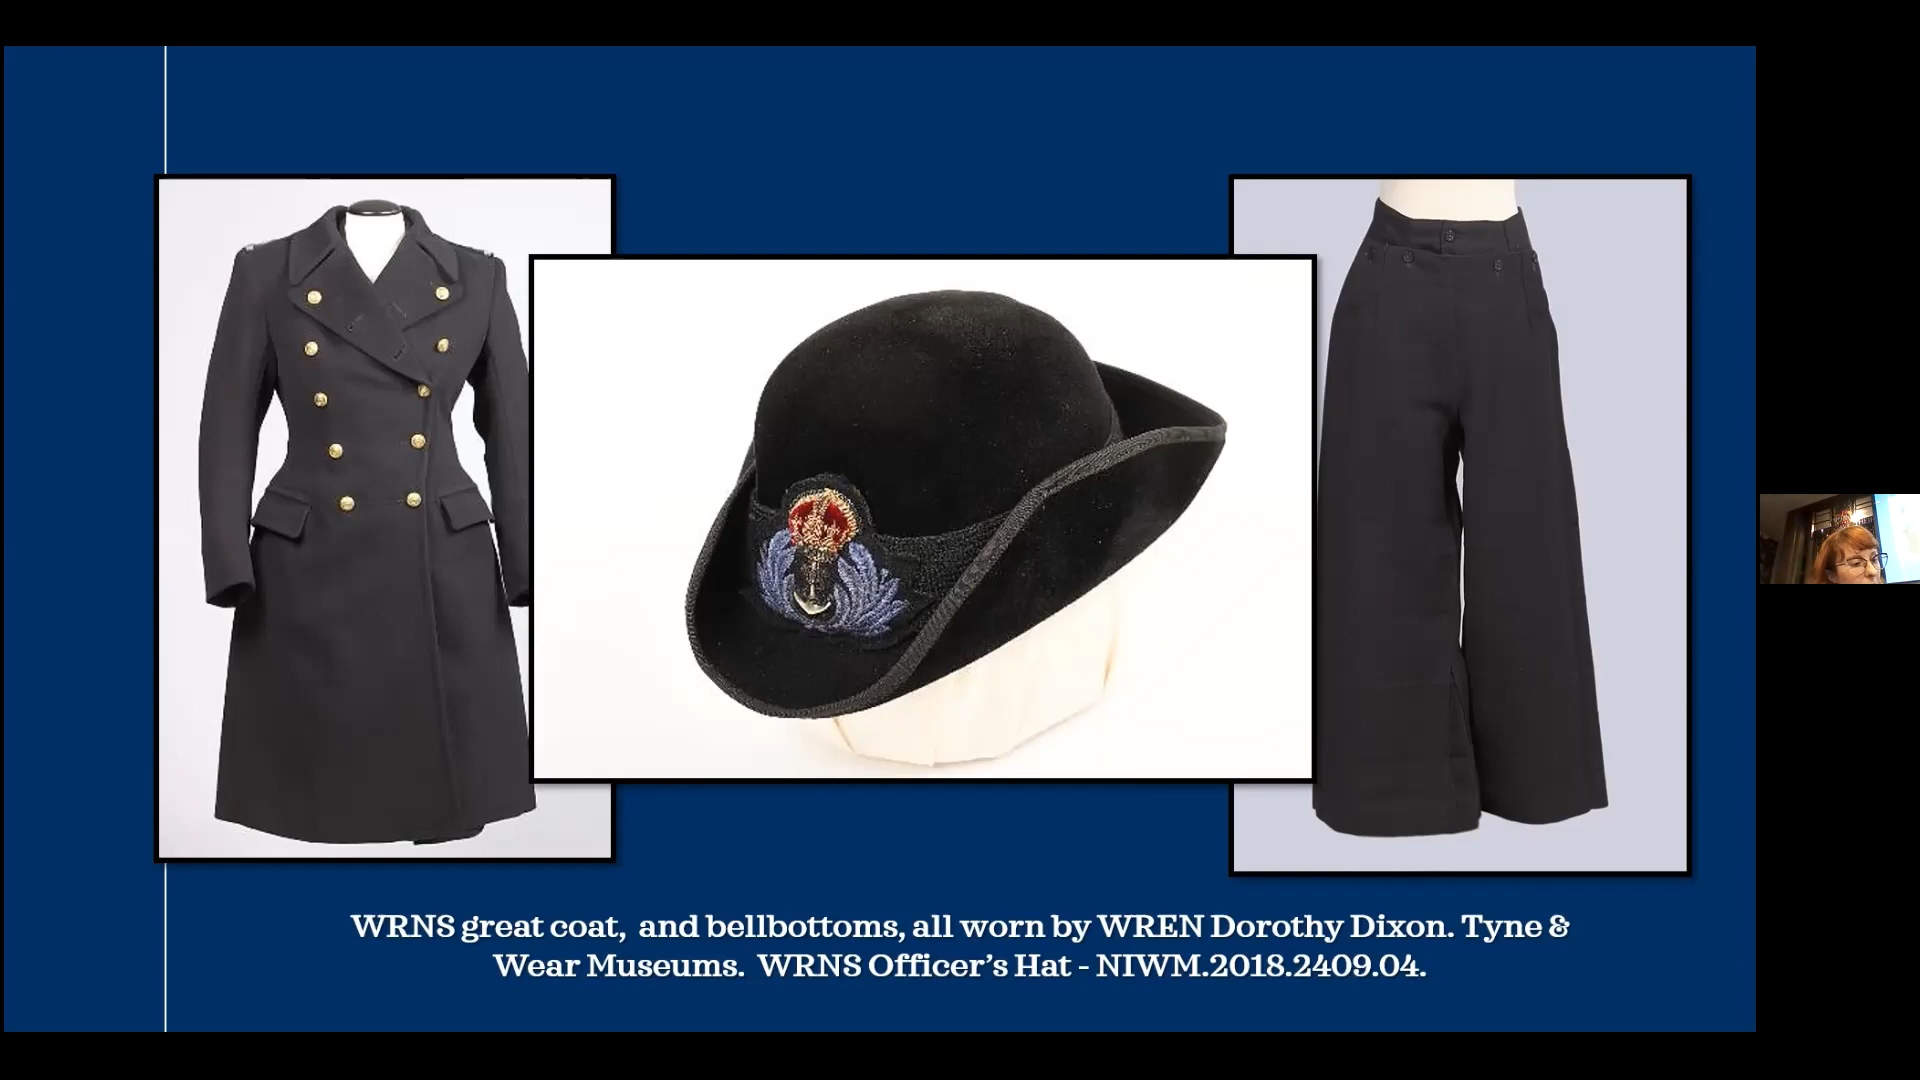 WRNS great coat,  and bellbottoms, all worn by WREN Dorothy Dixon. Tyne &
Wear Museums.  WRNS Officer's Hat - NIWM.2018.2409.04.